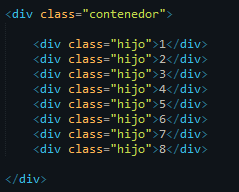 <div class="contenedor">
<div class="hijo">1</div>
<div class="hijo">2</div>
<div class="hijo">3</div>
<div class="hijo">4</div>
<div class="hijo">5</div>
<div class="hijo">6</div>
<div class="hijo">7</div>
<div class="hijo">8</div>
</div>